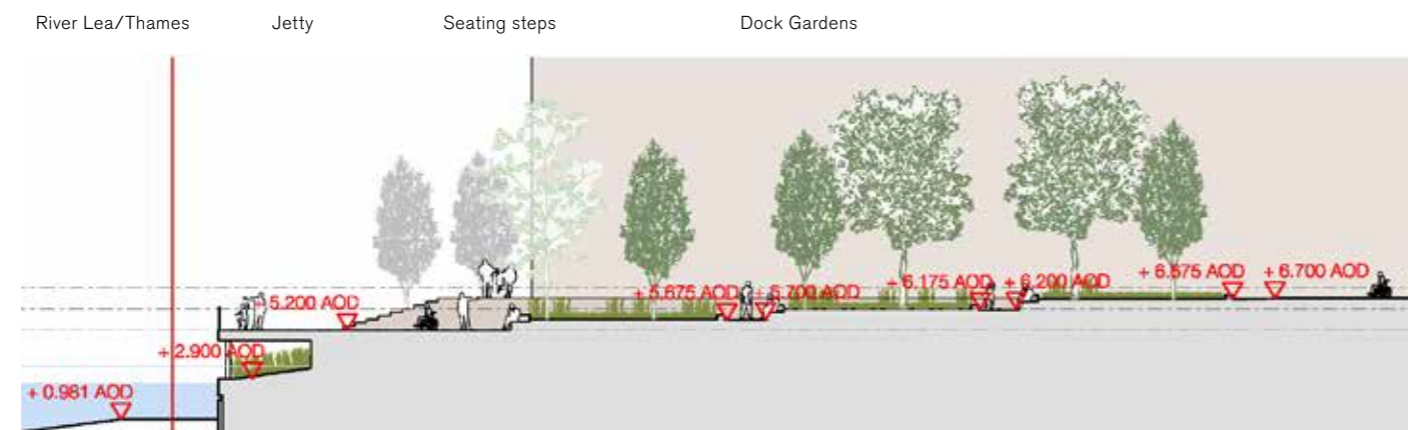 River Lea/Thames Jetty Seating steps Dock Gardens
+ 6.575 AOD + 6.700 AOD
+ 6.175 AOD + 6.200 AOD
+ 5.675 AOD + 5.700 AOD
5.200 AOD
+ 2.900 AOD
+ 0.981 AOD